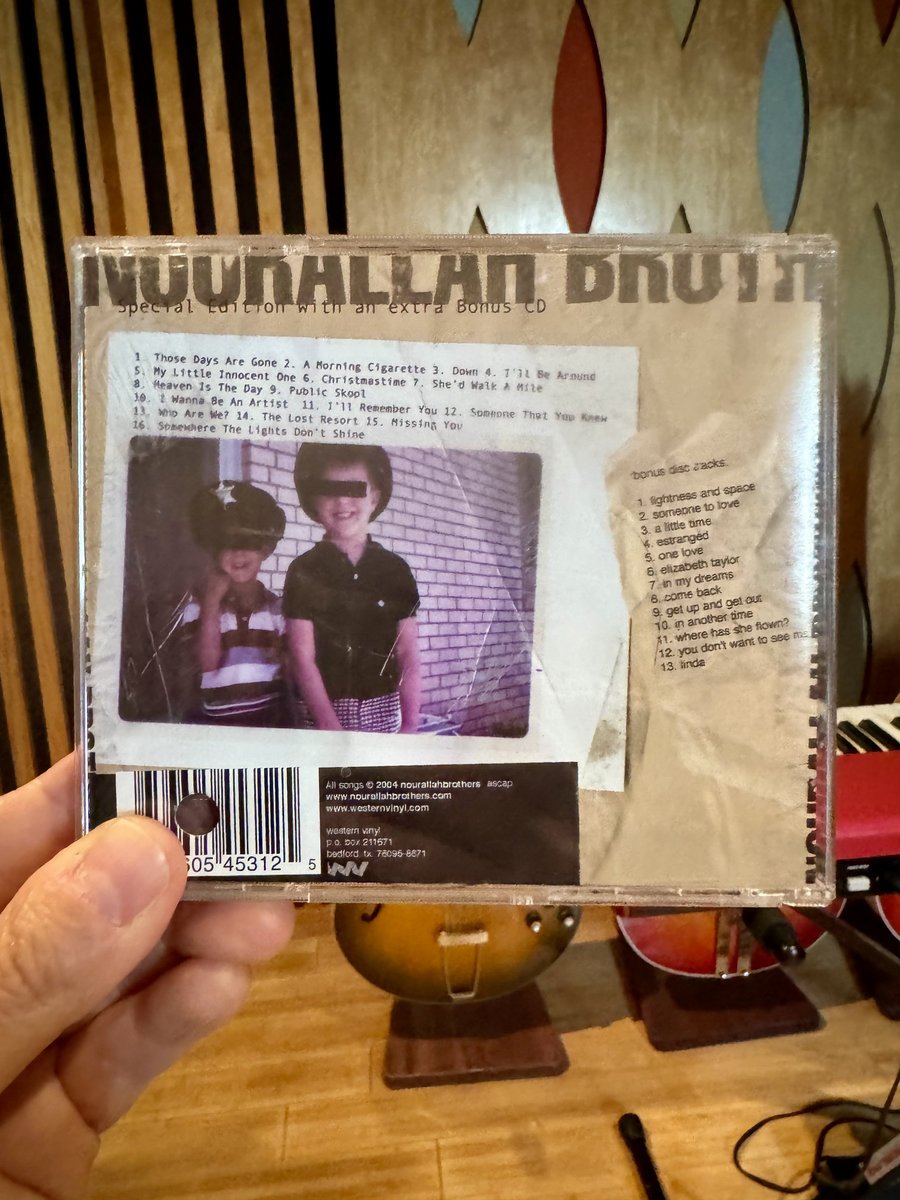 NOURALLAH BROTH
Special Edition with an extra Bonus CD
1. Those Days Are Gone 2. A Morning Cigarette 3. Down 4. I'll Be Around
5. My Little Innocent One 6. Christmastime 7. She'd Walk A Mile
8. Heaven Is The Day 9. Public Skool
10. I Wanna Be An Artist 11. I'll Remember You 12. Someone That You Knew
13. Who Are We? 14. The Lost Resort 15. Missing You
16. Somewhere The Lights Don't Shine
bonus disc tracks:
1. lightness and space
2. someone to love
3. a little time
4. estranged
5. one love
6. elizabeth taylor
7. in my dreams
8. come back
9. get up and get out
10. in another time
11. where has she flown?
12. you don't want to see me
13. linda
All songs © 2004 nourallahbrothers ascap
www.nourallahbrothers.com
www.westernvinyl.com
western vinyl
p.o. box 211671
bedford, tx. 76095-8671
WV
605 45312 5